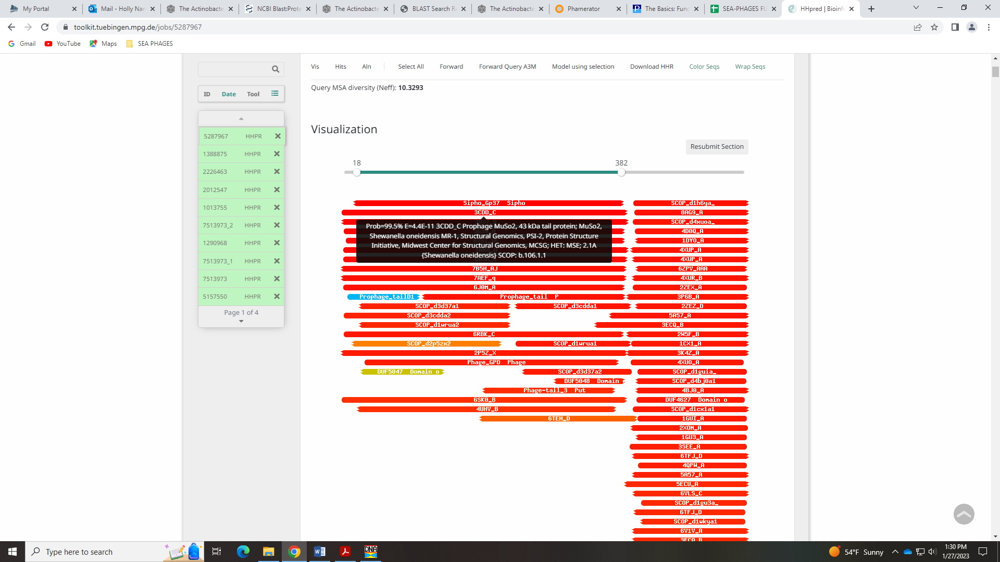 My Portal
Mail - Holly Nan
The Actinobacte
NCBI Blast:Prote
The Actinobacte
BLAST Search Re
The Actinobacte
Phamerator
The Basics: Func
SEA-PHAGES FU
HHpred | Bioinfo
toolkit.tuebingen.mpg.de/jobs/5287967
Gmail YouTube Maps SEA PHAGES
Vis Hits Aln Select All Forward Forward Query A3M Model using selection Download HHR Color Seqs Wrap Seqs
Query MSA diversity (Neff): 10.3293
ID Date Tool
5287967 HHPR
1388875 HHPR
2226463 HHPR
2012547 HHPR
1013755 HHPR
7513973_2 HHPR
1290968 HHPR
7513973_1 HHPR
7513973 HHPR
5157550 HHPR
Page 1 of 4
Visualization
Resubmit Section
18 382
Sipho_Gp37 Sipho SCOP_d1h6ya_
3CDD_C 8AG9_A
Prob=99.5% E=4.4E-11 3CDD_C Prophage MuSo2, 43 kDa tail protein; MuSo2,
Shewanella oneidensis MR-1, Structural Genomics, PSI-2, Protein Structure
Initiative, Midwest Center for Structural Genomics, MCSG; HET: MSE; 2.1A
{Shewanella oneidensis} SCOP: b.106.1.1
SCOP_d4xuoa_
4D0Q_A
1DYO_A
4XUP_A
4XUP_A
7B5H_AJ 6ZPV_AAA
7AEF_q 4XUR_B
6J0M_A 2ZEX_A
Prophage_tailD1 Prophage_tail P 3P6B_A
SCOP_d3d37a1 SCOP_d3cdda1 2ZEZ_D
SCOP_d3cdda2 5A57_A
SCOP_d1wrua2 3ECQ_B
6RBK_C 2W5F_B
SCOP_d2p5zx2 SCOP_d1wrua1 1CX1_A
2P5Z_X 3K4Z_A
Phage_GPD Phage 4XUO_A
DUF5047 Domain o SCOP_d3d37a2 SCOP_d1guia_
DUF5048 Domain SCOP_d4bj0a1
Phage-tail_3 Put 4BJ0_A
6SK0_B DUF4627 Domain o
4UHV_B SCOP_d1cx1a1
6TEH_D 1GUI_A
2XOM_A
1GU3_A
3SEE_A
6TFJ_D
4QPW_A
5A57_A
5ECU_A
6VLS_C
SCOP_d1gu3a_
6TFJ_D
SCOP_d1wkya1
6V1V_A
3ECQ_B
Type here to search
DNA
54°F Sunny
1:30 PM
1/27/2023